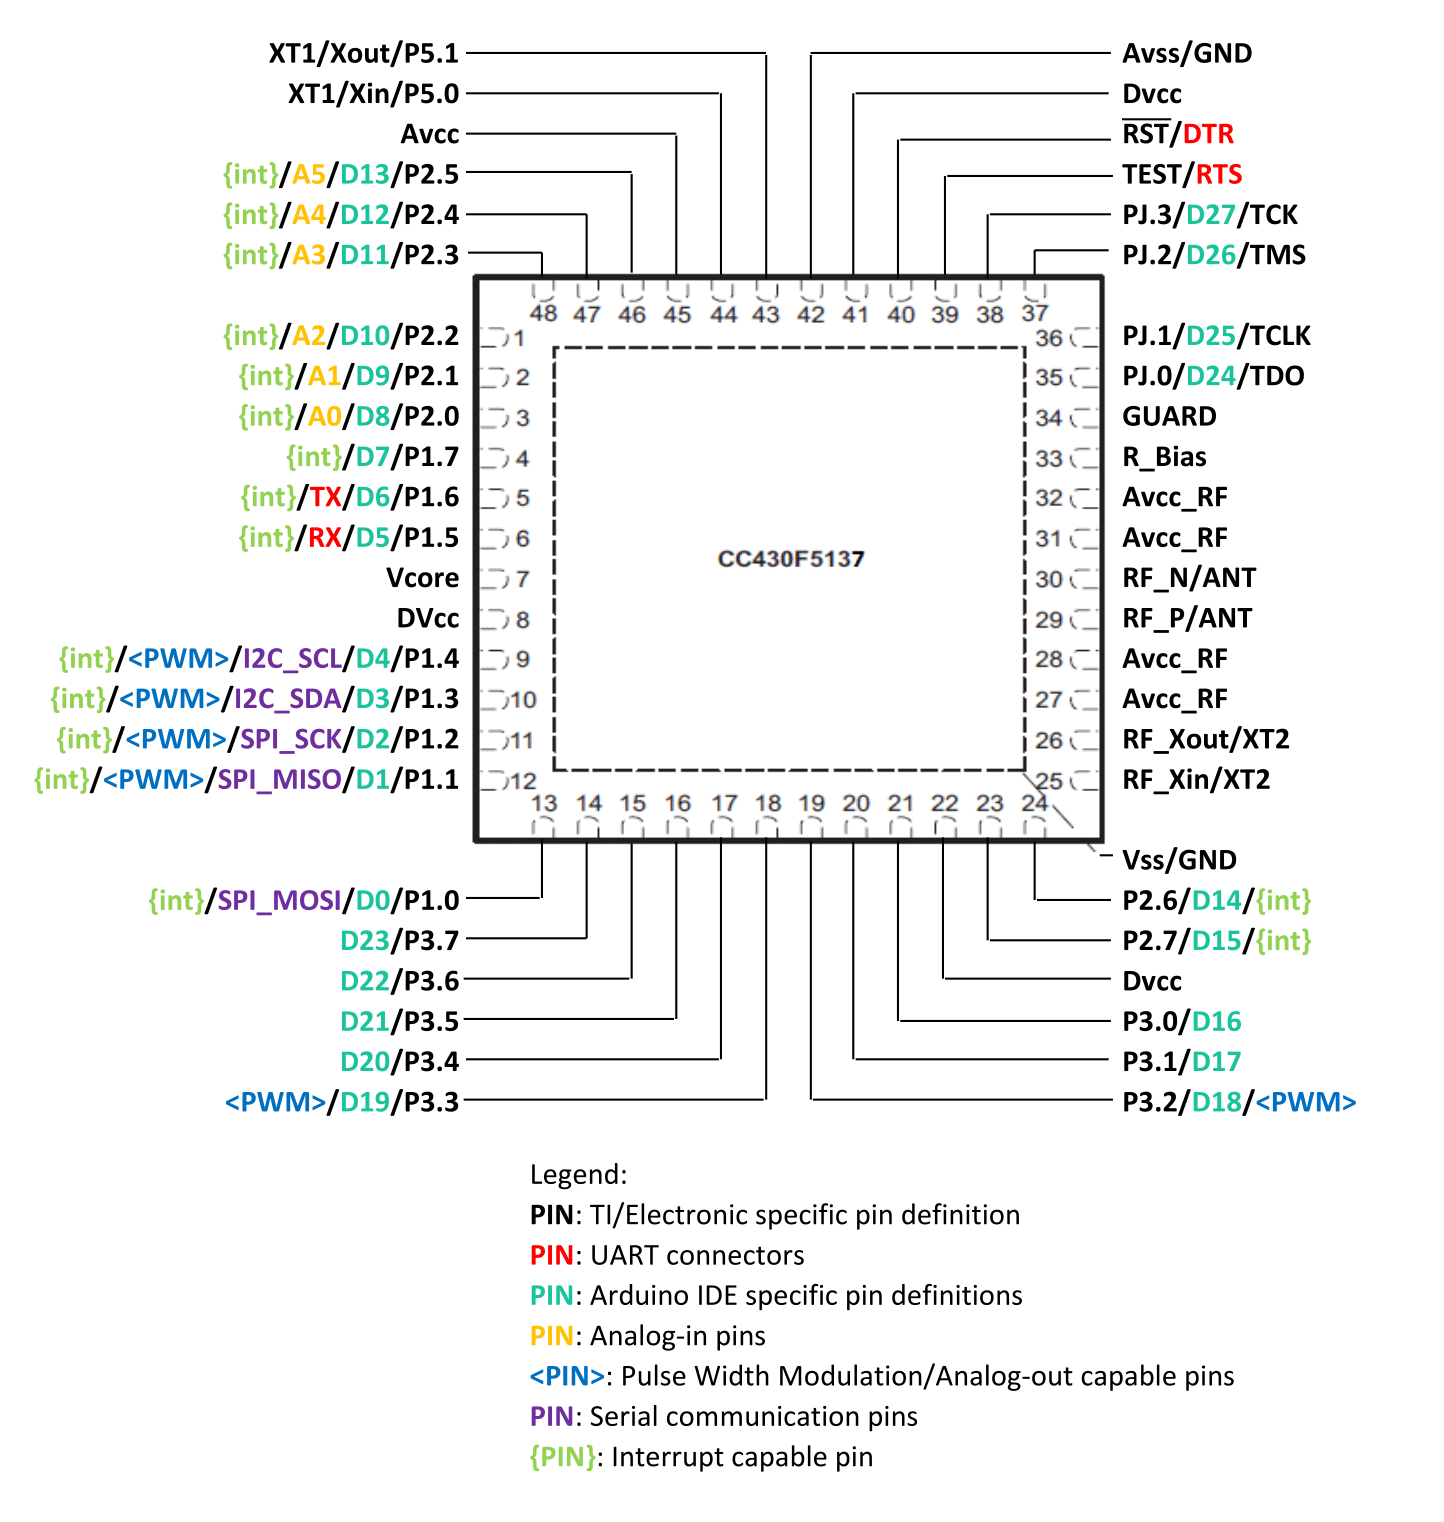 XT1/Xout/P5.1
XT1/Xin/P5.0
Avcc
{int}/A5/D13/P2.5
{int}/A4/D12/P2.4
{int}/A3/D11/P2.3
Avss/GND
Dvcc
RST/DTR
TEST/RTS
PJ.3/D27/TCK
PJ.2/D26/TMS
48 47 46 45 44 43 42 41 40 39 38 37
{int}/A2/D10/P2.2 1
{int}/A1/D9/P2.1 2
{int}/A0/D8/P2.0 3
{int}/D7/P1.7 4
{int}/TX/D6/P1.6 5
{int}/RX/D5/P1.5 6
Vcore 7
DVcc 8
{int}/<PWM>/I2C_SCL/D4/P1.4 9
{int}/<PWM>/I2C_SDA/D3/P1.3 10
{int}/<PWM>/SPI_SCK/D2/P1.2 11
{int}/<PWM>/SPI_MISO/D1/P1.1 12
CC430F5137
36 PJ.1/D25/TCLK
35 PJ.0/D24/TDO
34 GUARD
33 R_Bias
32 Avcc_RF
31 Avcc_RF
30 RF_N/ANT
29 RF_P/ANT
28 Avcc_RF
27 Avcc_RF
26 RF_Xout/XT2
25 RF_Xin/XT2
13 14 15 16 17 18 19 20 21 22 23 24
{int}/SPI_MOSI/D0/P1.0
D23/P3.7
D22/P3.6
D21/P3.5
D20/P3.4
<PWM>/D19/P3.3
Vss/GND
P2.6/D14/{int}
P2.7/D15/{int}
Dvcc
P3.0/D16
P3.1/D17
P3.2/D18/<PWM>
Legend:
PIN: TI/Electronic specific pin definition
PIN: UART connectors
PIN: Arduino IDE specific pin definitions
PIN: Analog-in pins
<PIN>: Pulse Width Modulation/Analog-out capable pins
PIN: Serial communication pins
{PIN}: Interrupt capable pin